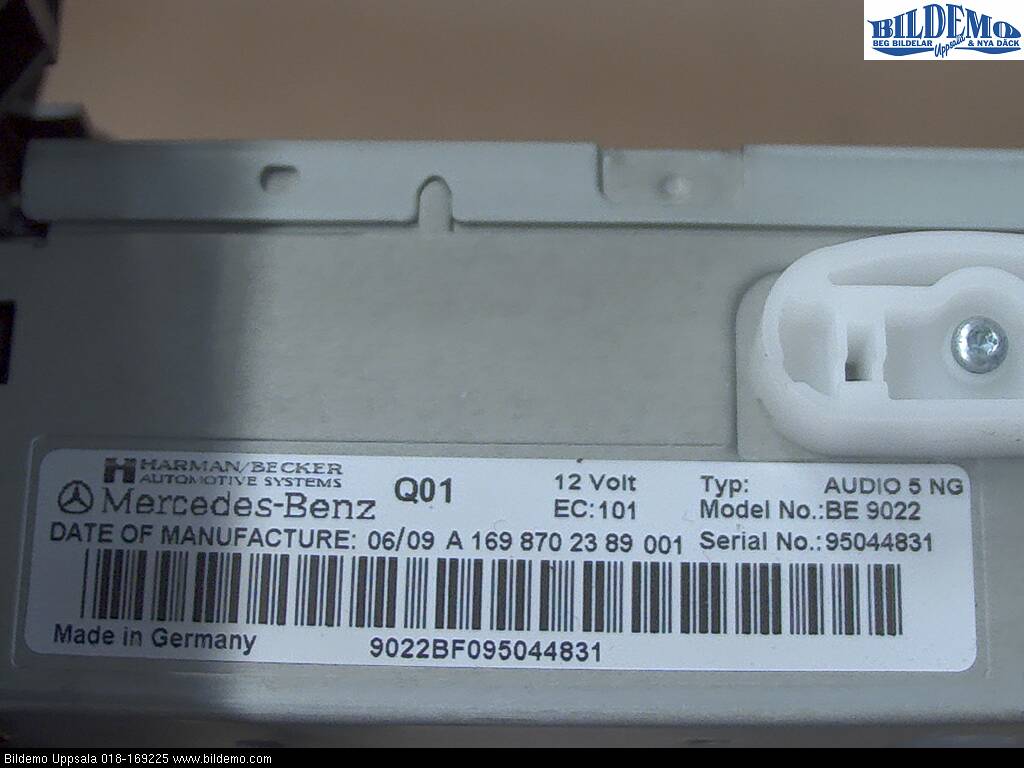 BILDEMO
BEG BILDELAR Uppsala & NYA DÄCK
HARMAN/BECKER
AUTOMOTIVE SYSTEMS
Mercedes-Benz
Q01
12 Volt
EC:101
Typ: AUDIO 5 NG
Model No.:BE 9022
DATE OF MANUFACTURE: 06/09 A 169 870 23 89 001 Serial No.:95044831
Made in Germany
9022BF095044831
Bildemo Uppsala 018-169225 www.bildemo.com